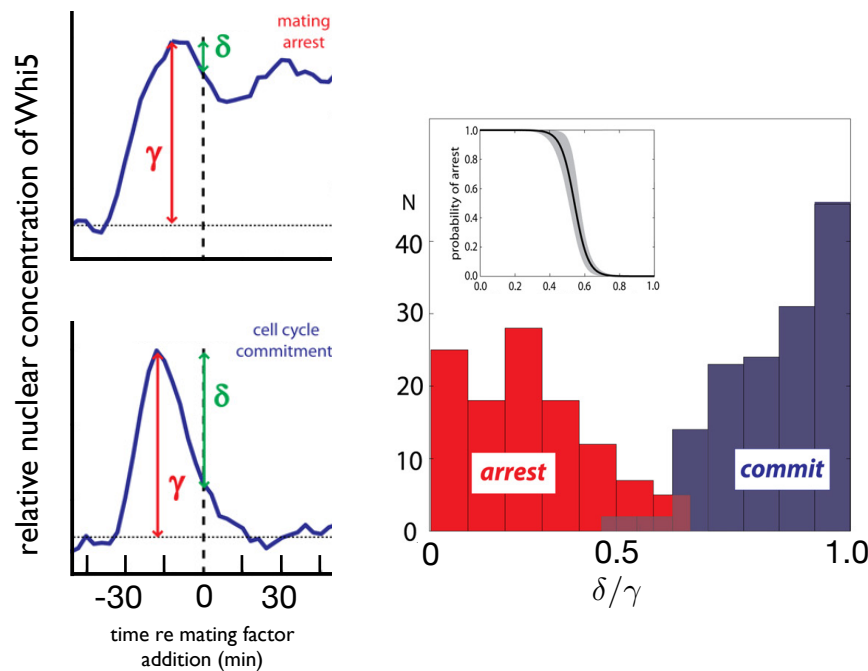 relative nuclear concentration of Whi5
mating
arrest
δ
γ
cell cycle
commitment
δ
γ
-30 0 30
time re mating factor
addition (min)
N
40
30
20
10
0
probability of arrest
1.0
0.8
0.6
0.4
0.2
0.0
0.0 0.2 0.4 0.6 0.8 1.0
arrest
commit
0 0.5 1.0
δ/γ